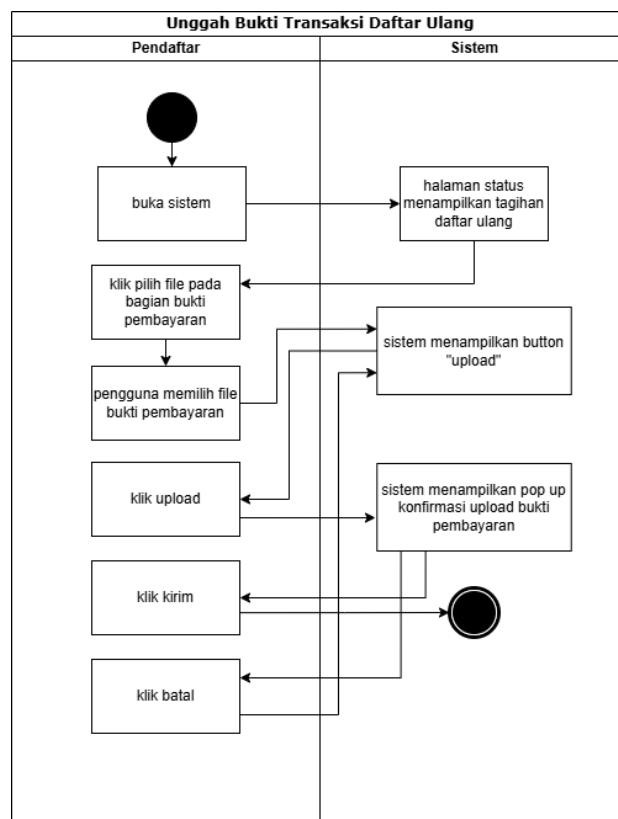 Unggah Bukti Transaksi Daftar Ulang
Pendaftar
Sistem
buka sistem
halaman status
menampilkan tagihan
daftar ulang
klik pilih file pada
bagian bukti
pembayaran
sistem menampilkan button
"upload"
pengguna memilih file
bukti pembayaran
klik upload
sistem menampilkan pop up
konfirmasi upload bukti
pembayaran
klik kirim
klik batal